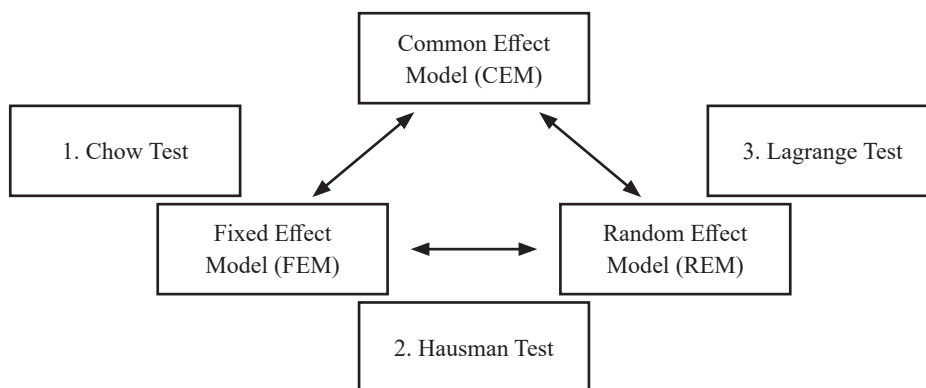 Common Effect
Model (CEM)
1. Chow Test
3. Lagrange Test
Fixed Effect
Model (FEM)
Random Effect
Model (REM)
2. Hausman Test